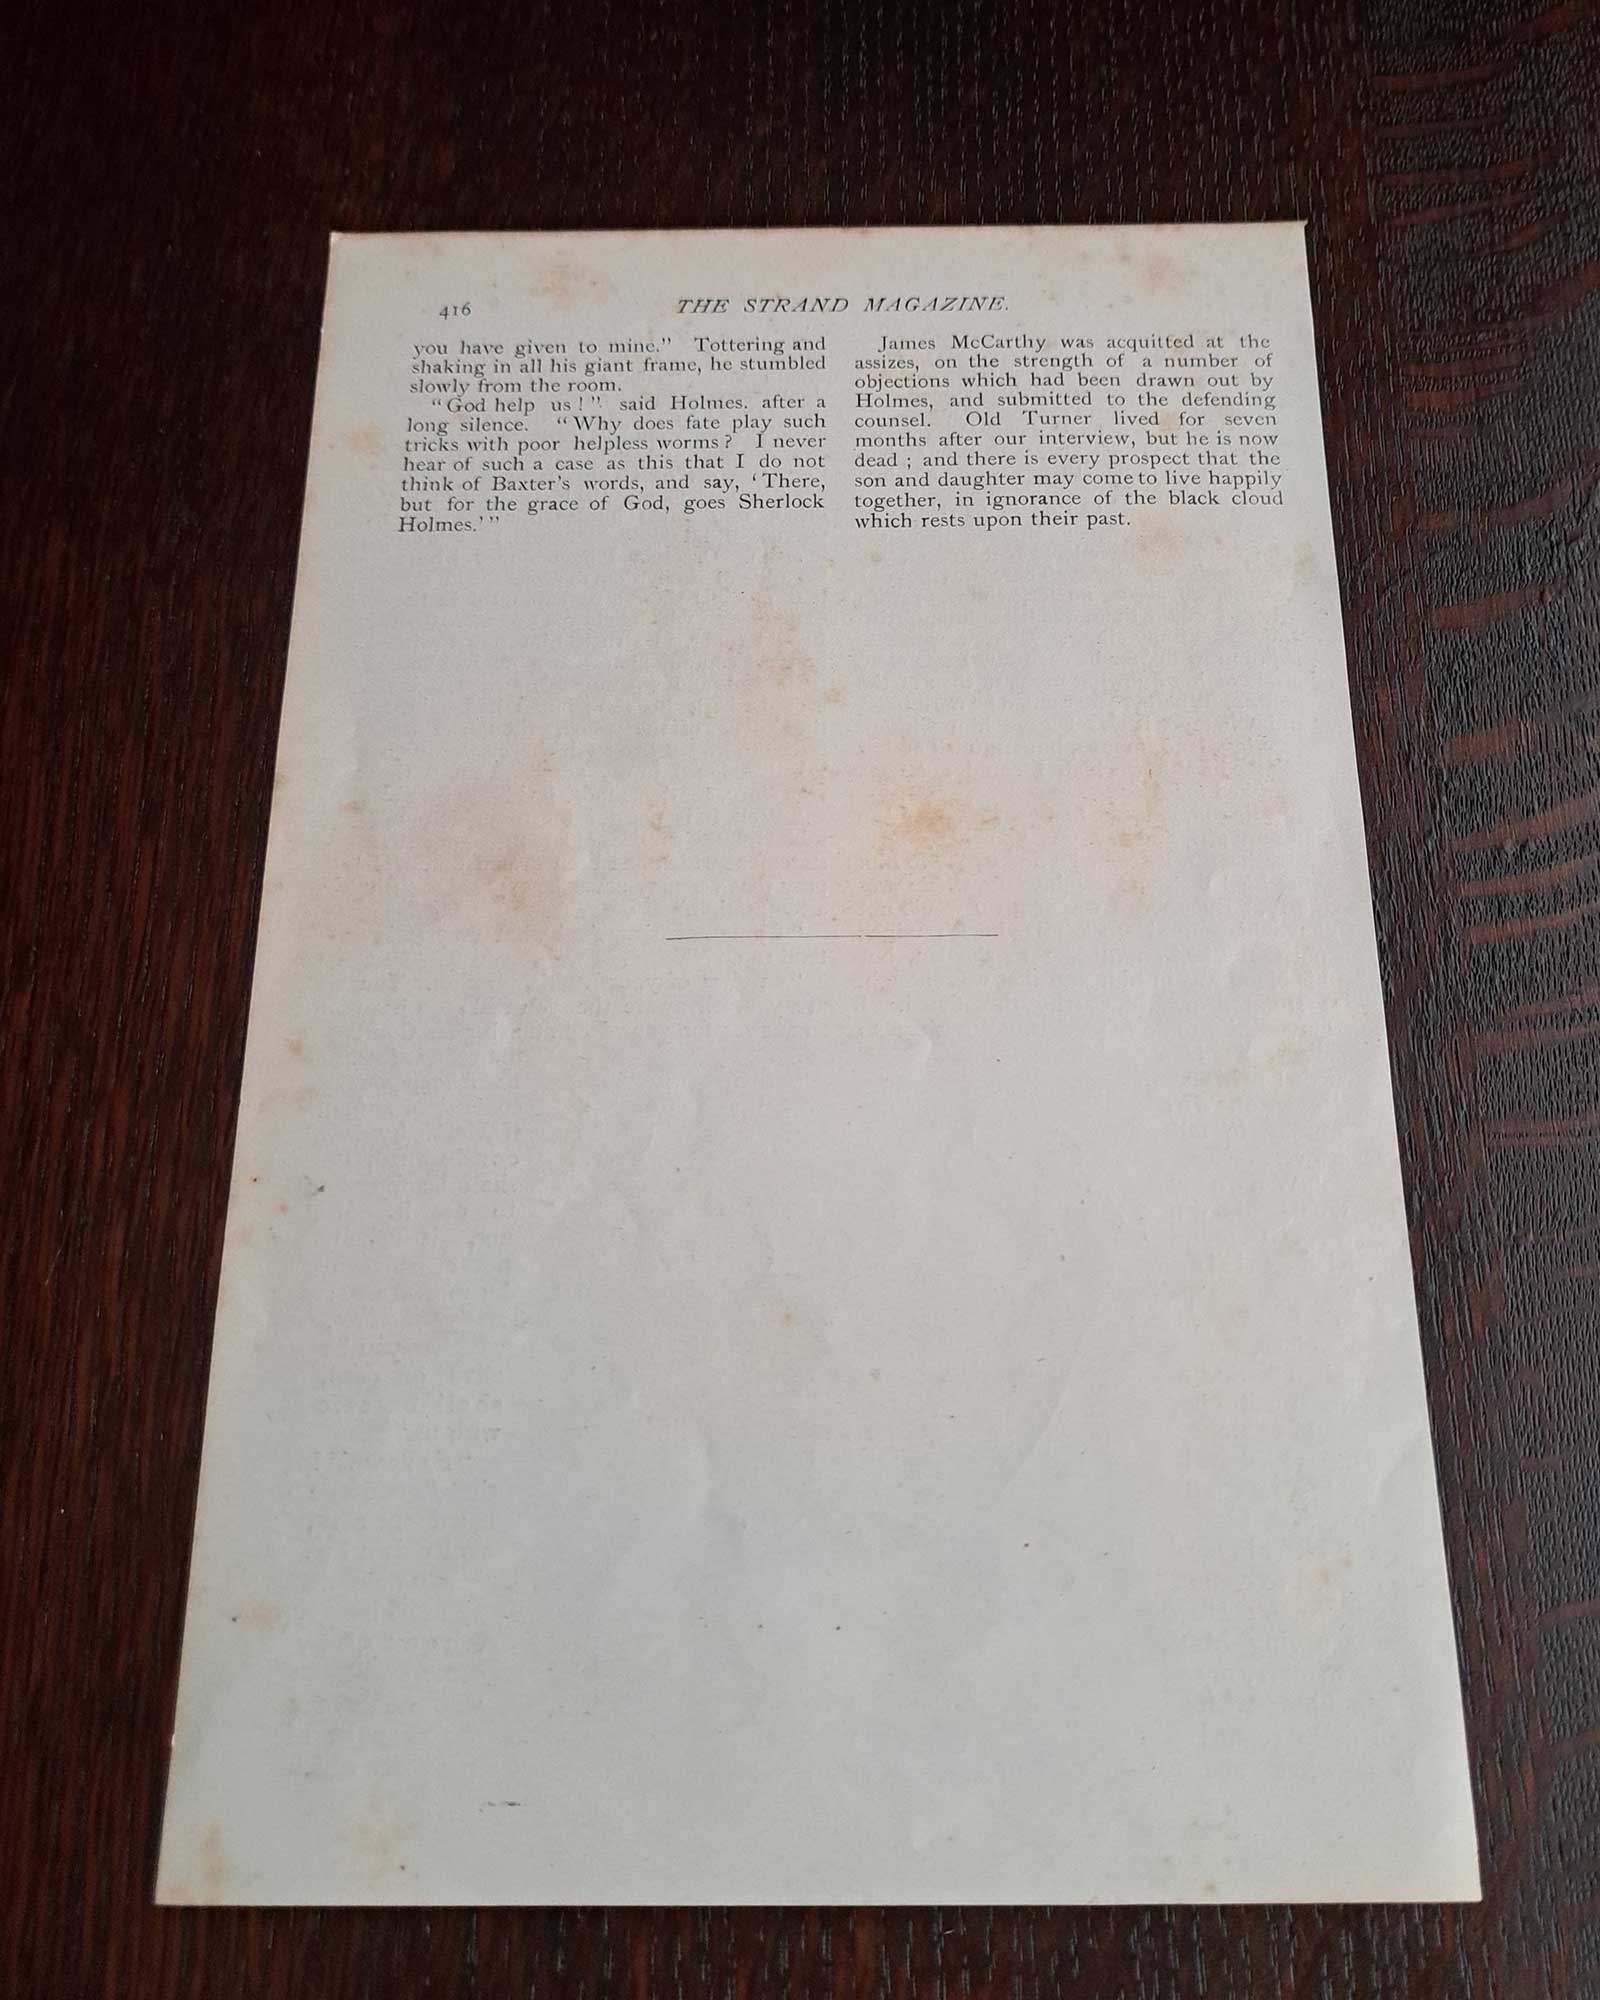 416
THE STRAND MAGAZINE.
you have given to mine.” Tottering and
shaking in all his giant frame, he stumbled
slowly from the room.
“God help us!” said Holmes. after a
long silence. “Why does fate play such
tricks with poor helpless worms? I never
hear of such a case as this that I do not
think of Baxter's words, and say, ‘There,
but for the grace of God, goes Sherlock
Holmes.’”
James McCarthy was acquitted at the
assizes, on the strength of a number of
objections which had been drawn out by
Holmes, and submitted to the defending
counsel. Old Turner lived for seven
months after our interview, but he is now
dead ; and there is every prospect that the
son and daughter may come to live happily
together, in ignorance of the black cloud
which rests upon their past.